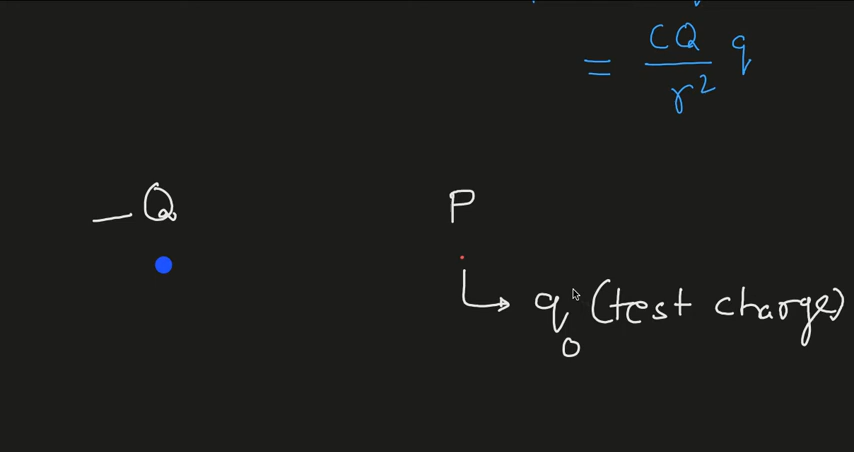 = CQ/r² q
– Q
P
q₀ (test charge)